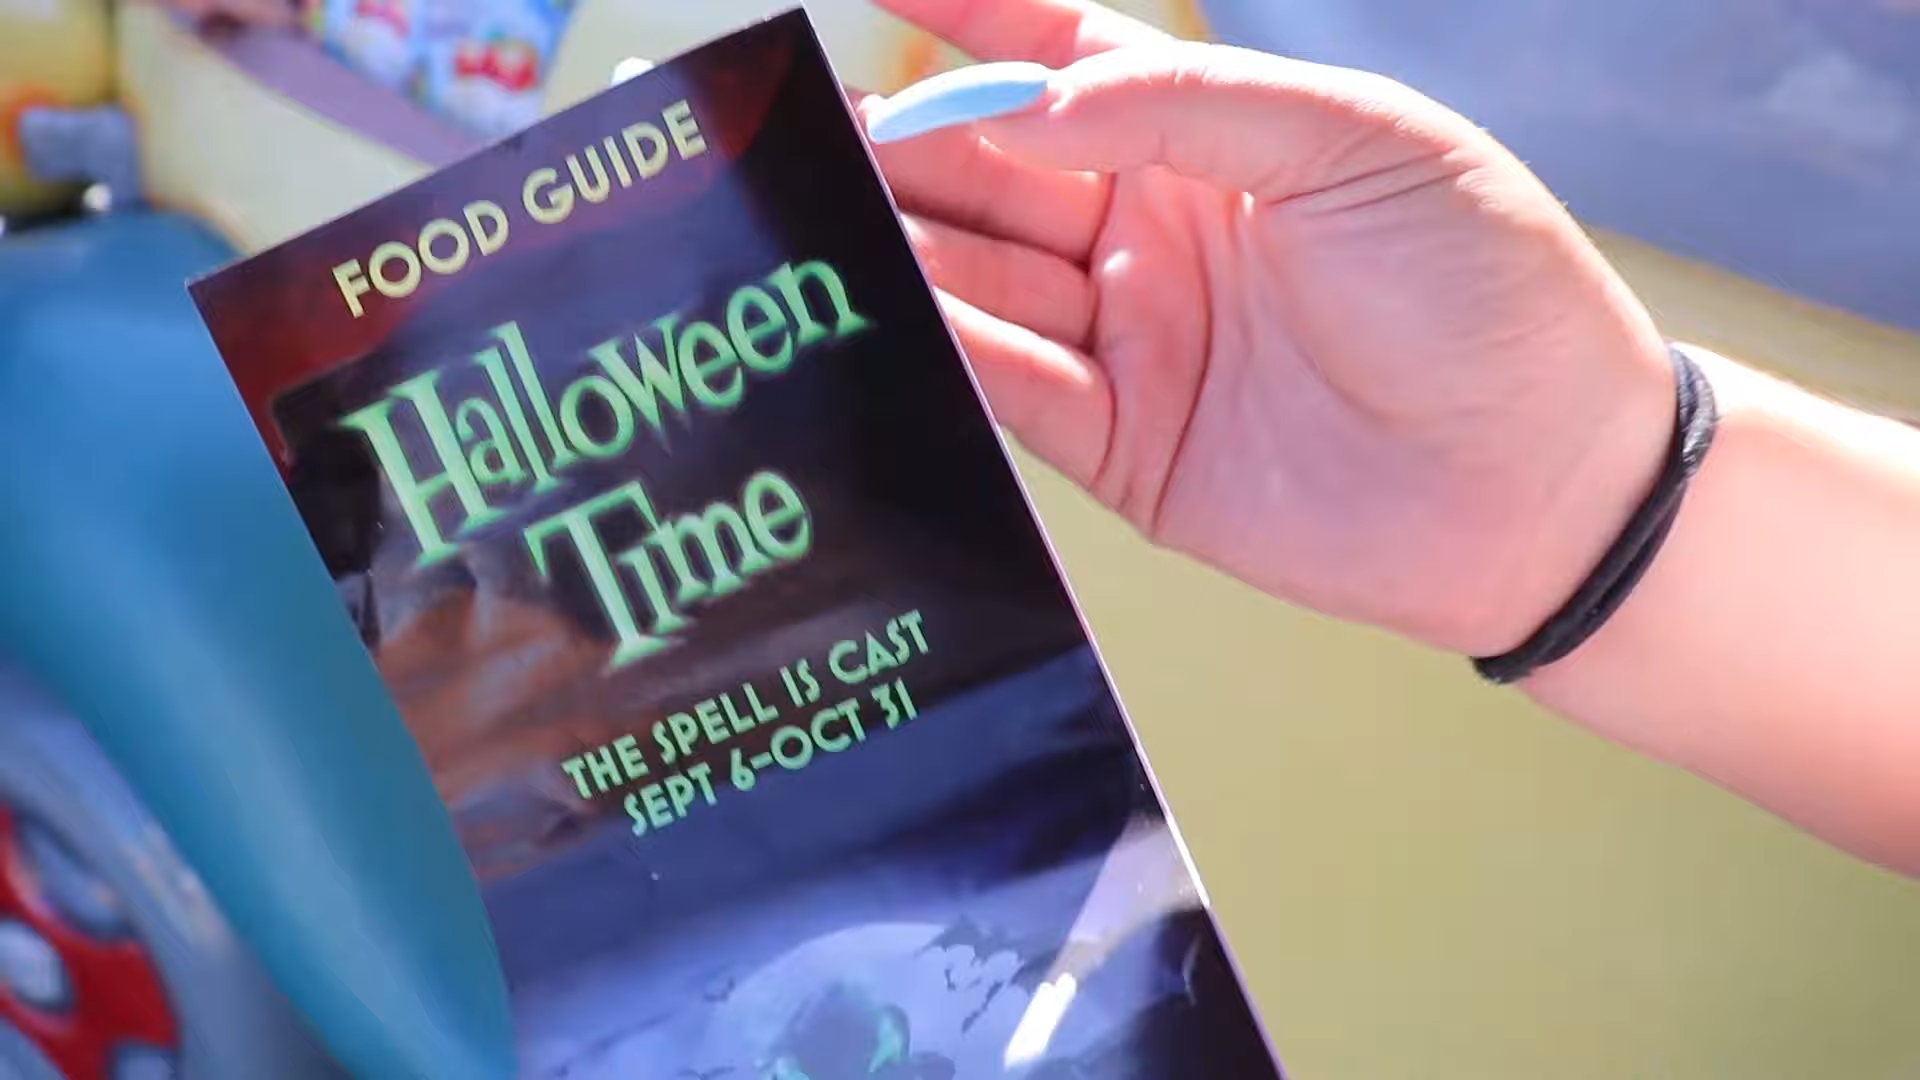 FOOD GUIDE
Halloween
Time
THE SPELL IS CAST
SEPT 6-OCT 31